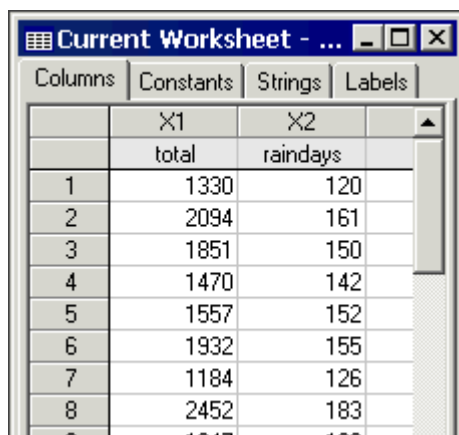 Current Worksheet - ...
Columns Constants Strings Labels
X1 X2
total raindays
1 1330 120
2 2094 161
3 1851 150
4 1470 142
5 1557 152
6 1932 155
7 1184 126
8 2452 183